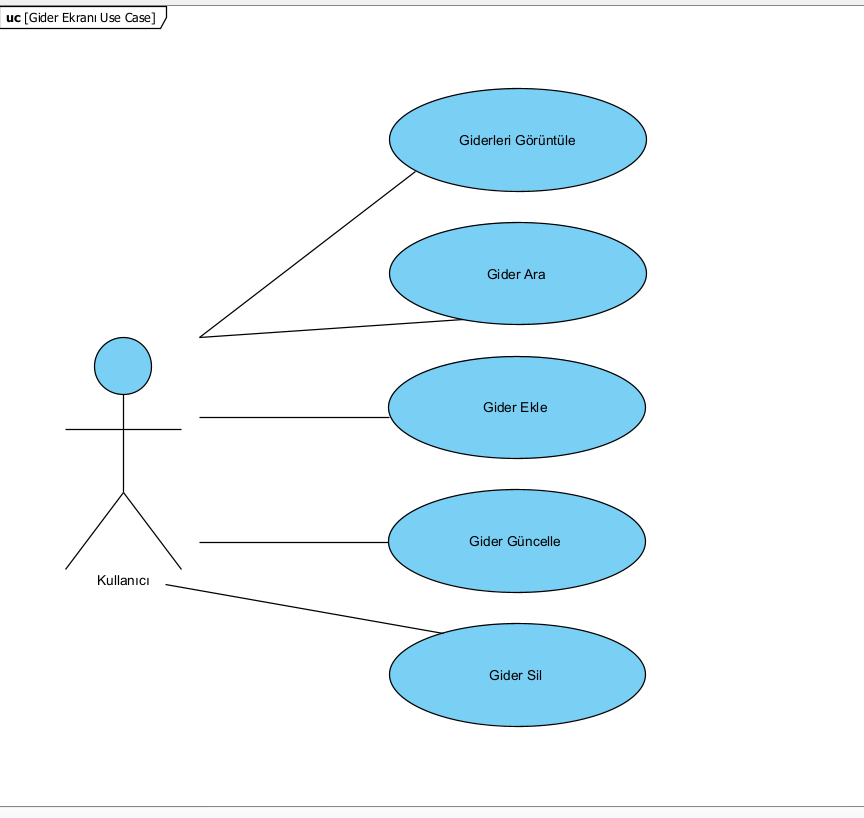 uc [Gider Ekranı Use Case]
Giderleri Görüntüle
Gider Ara
Gider Ekle
Gider Güncelle
Kullanıcı
Gider Sil